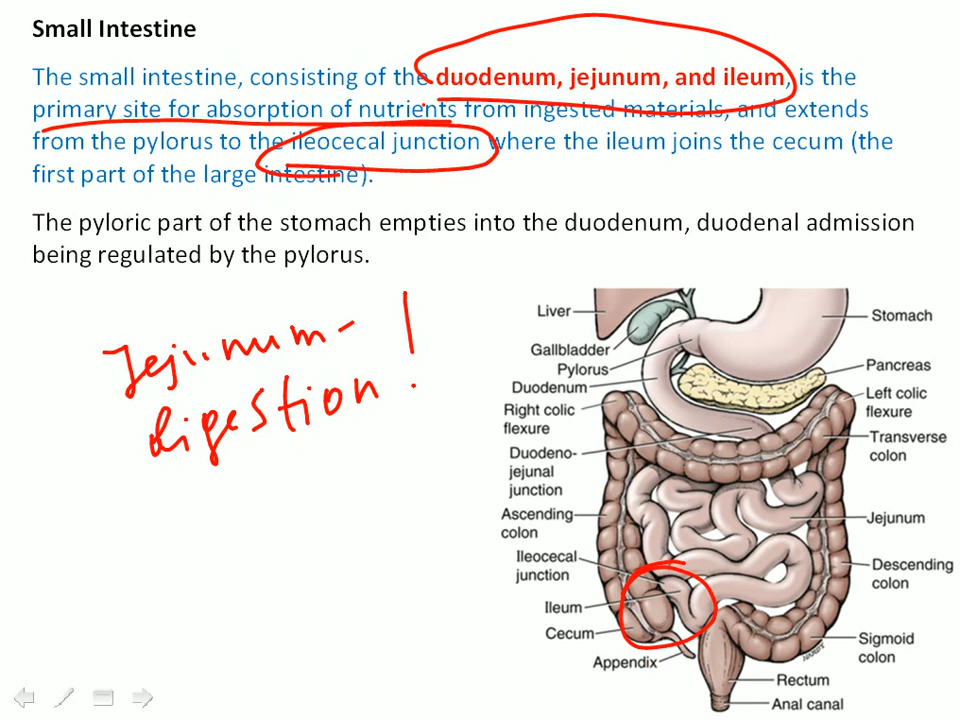 Small Intestine
The small intestine, consisting of the duodenum, jejunum, and ileum, is the
primary site for absorption of nutrients from ingested materials, and extends
from the pylorus to the ileocecal junction where the ileum joins the cecum (the
first part of the large intestine).
The pyloric part of the stomach empties into the duodenum, duodenal admission
being regulated by the pylorus.
Jejunum-
digestion!
Liver
Gallbladder
Pylorus
Duodenum
Right colic
flexure
Duodeno-
jejunal
junction
Ascending
colon
Ileocecal
junction
Ileum
Cecum
Appendix
Stomach
Pancreas
Left colic
flexure
Transverse
colon
Jejunum
Descending
colon
Sigmoid
colon
Rectum
Anal canal